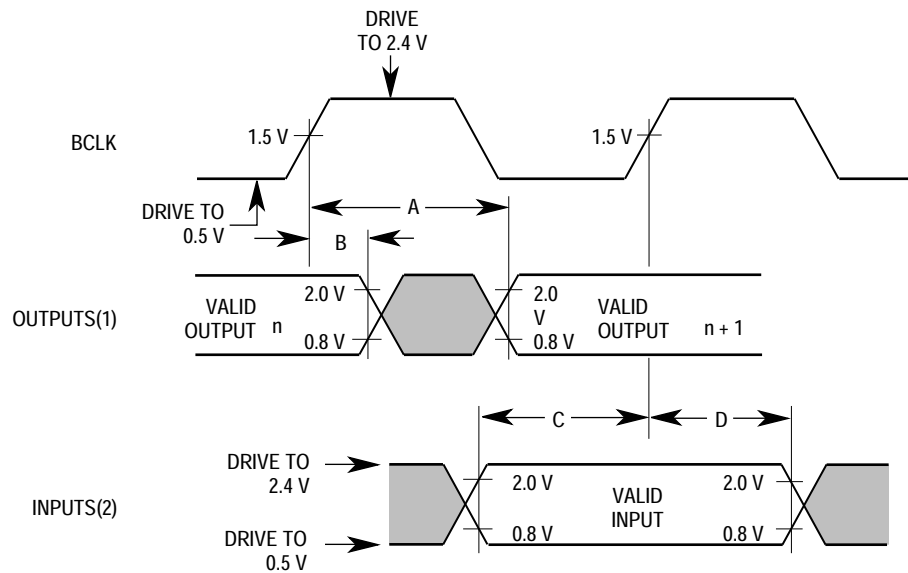 DRIVE
TO 2.4 V
1.5 V
1.5 V
BCLK
DRIVE TO
0.5 V
A
B
2.0 V
2.0
V
VALID
OUTPUT n
VALID
OUTPUT n + 1
OUTPUTS(1)
0.8 V
0.8 V
C
D
DRIVE TO
2.4 V
2.0 V
2.0 V
VALID
INPUT
INPUTS(2)
0.8 V
0.8 V
DRIVE TO
0.5 V